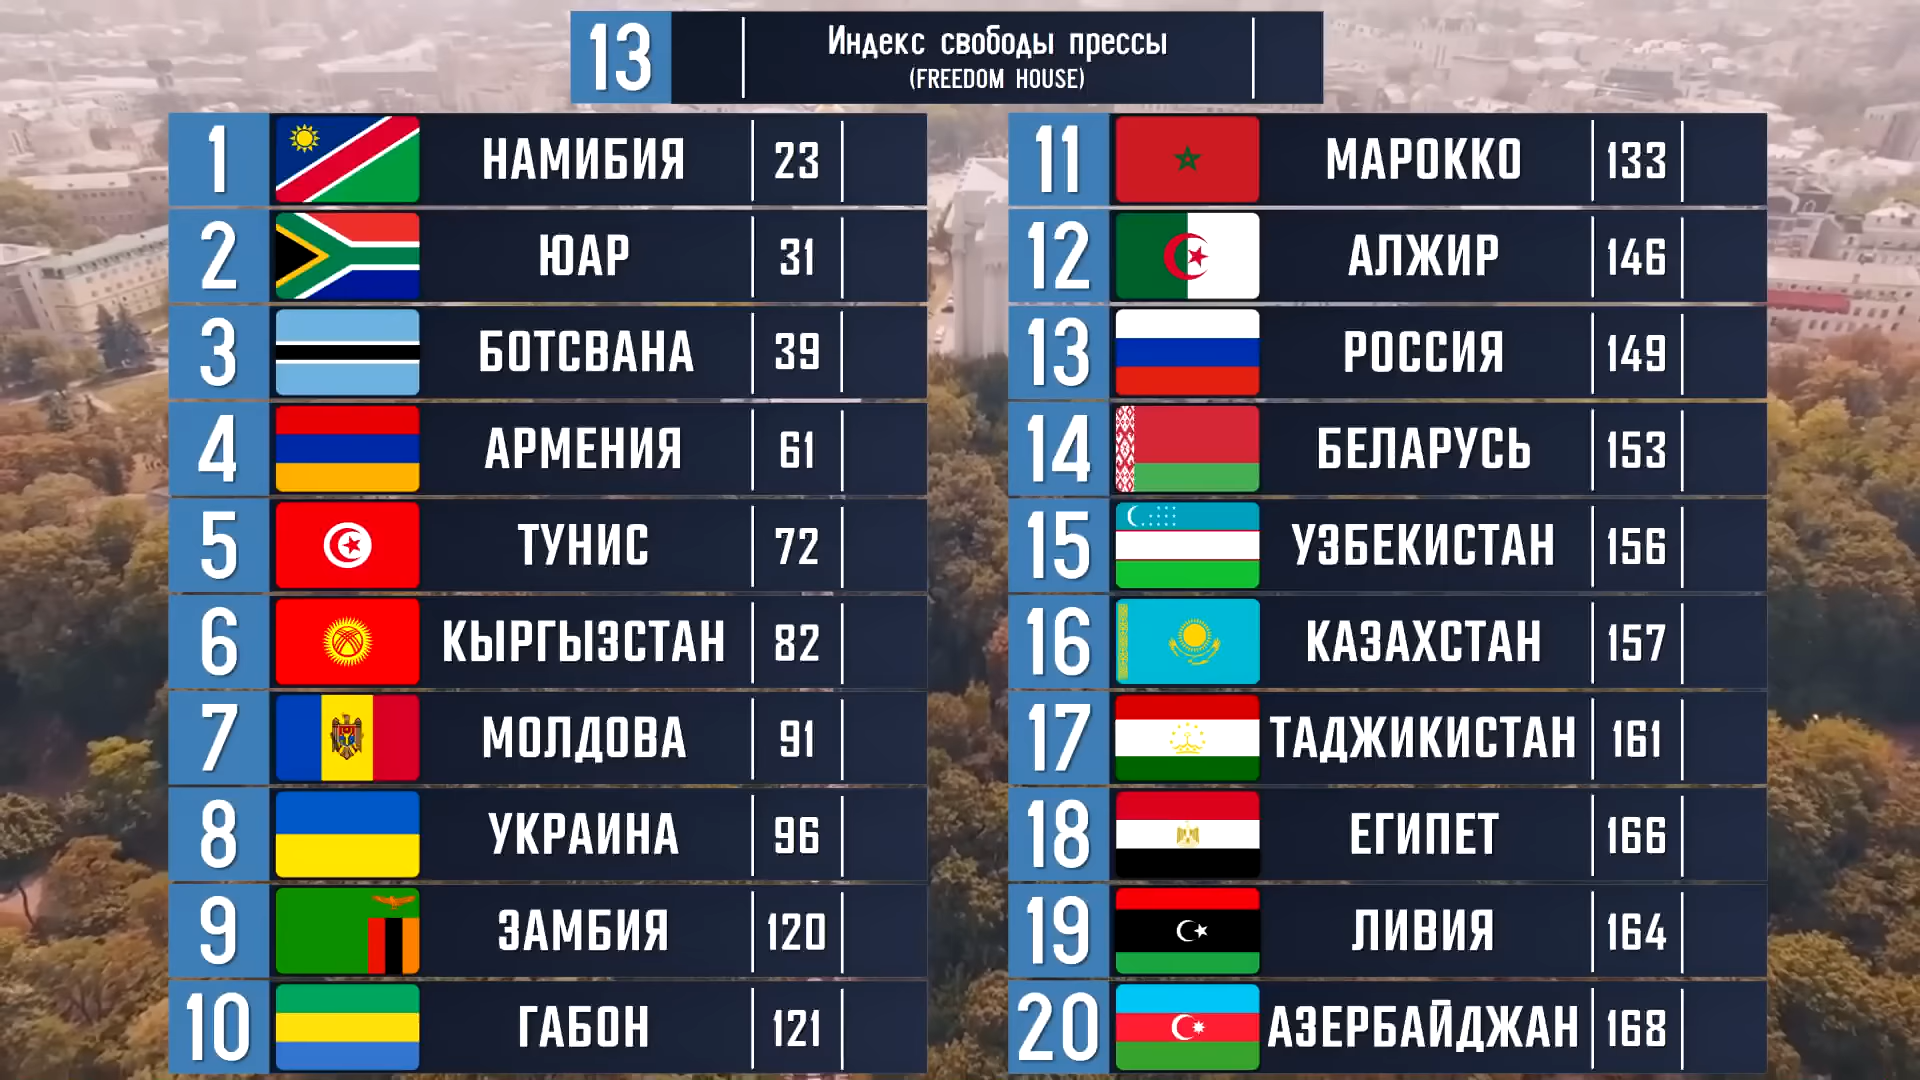 13 Индекс свободы прессы
(FREEDOM HOUSE)
1 НАМИБИЯ 23
2 ЮАР 31
3 БОТСВАНА 39
4 АРМЕНИЯ 61
5 ТУНИС 72
6 КЫРГЫЗСТАН 82
7 МОЛДОВА 91
8 УКРАИНА 96
9 ЗАМБИЯ 120
10 ГАБОН 121
11 МАРОККО 133
12 АЛЖИР 146
13 РОССИЯ 149
14 БЕЛАРУСЬ 153
15 УЗБЕКИСТАН 156
16 КАЗАХСТАН 157
17 ТАДЖИКИСТАН 161
18 ЕГИПЕТ 166
19 ЛИВИЯ 164
20 АЗЕРБАЙДЖАН 168